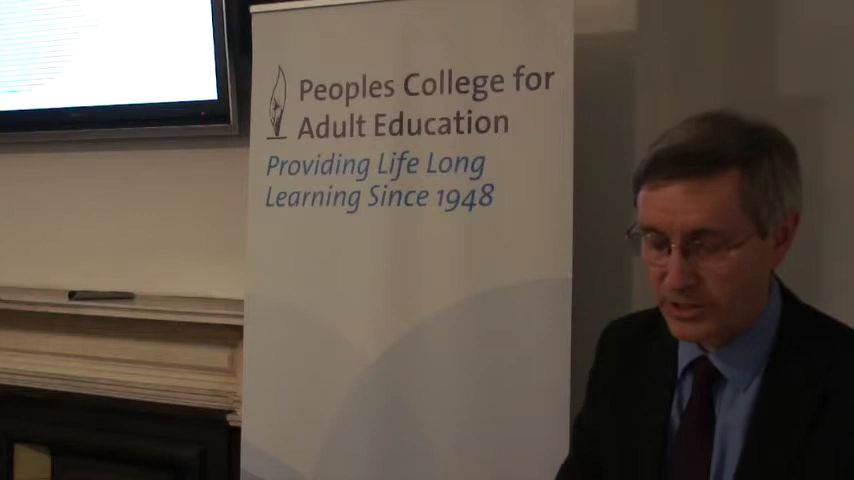 Peoples College for
Adult Education
Providing Life Long
Learning Since 1948